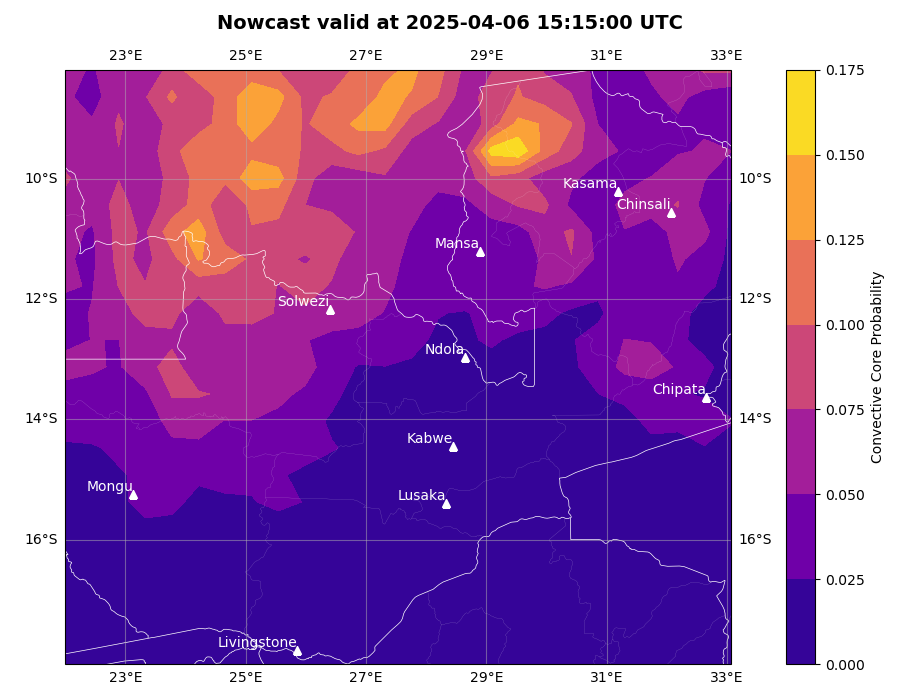 Nowcast valid at 2025-04-06 15:15:00 UTC
23°E 25°E 27°E 29°E 31°E 33°E
0.175
0.150
10°S Kasama 10°S
Chinsali
0.125
Mansa
12°S Solwezi 12°S
0.100
Ndola
Convective Core Probability
Chipata
0.075
14°S Kabwe 14°S
Mongu Lusaka
0.050
16°S 16°S
0.025
Livingstone
0.000
23°E 25°E 27°E 29°E 31°E 33°E